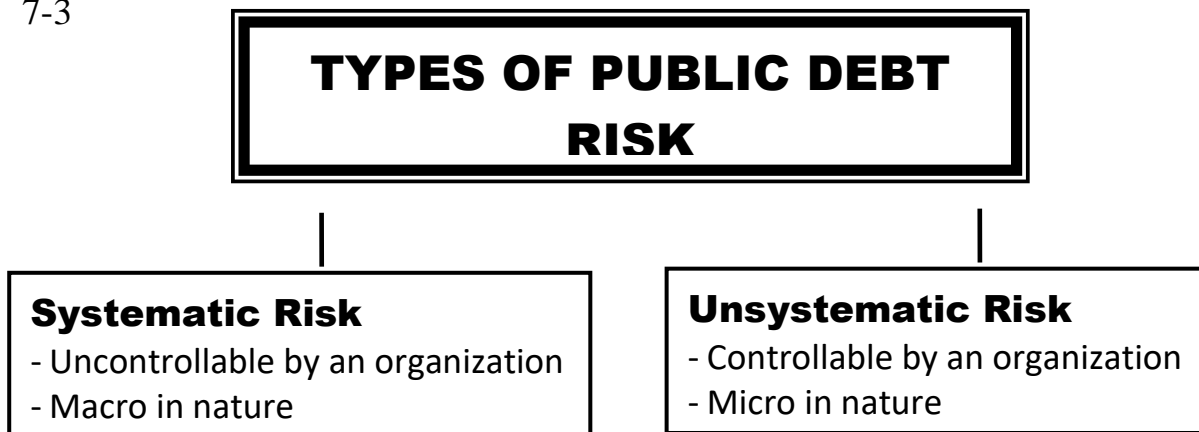 7-3
TYPES OF PUBLIC DEBT
RISK
Systematic Risk
- Uncontrollable by an organization
- Macro in nature
Unsystematic Risk
- Controllable by an organization
- Micro in nature